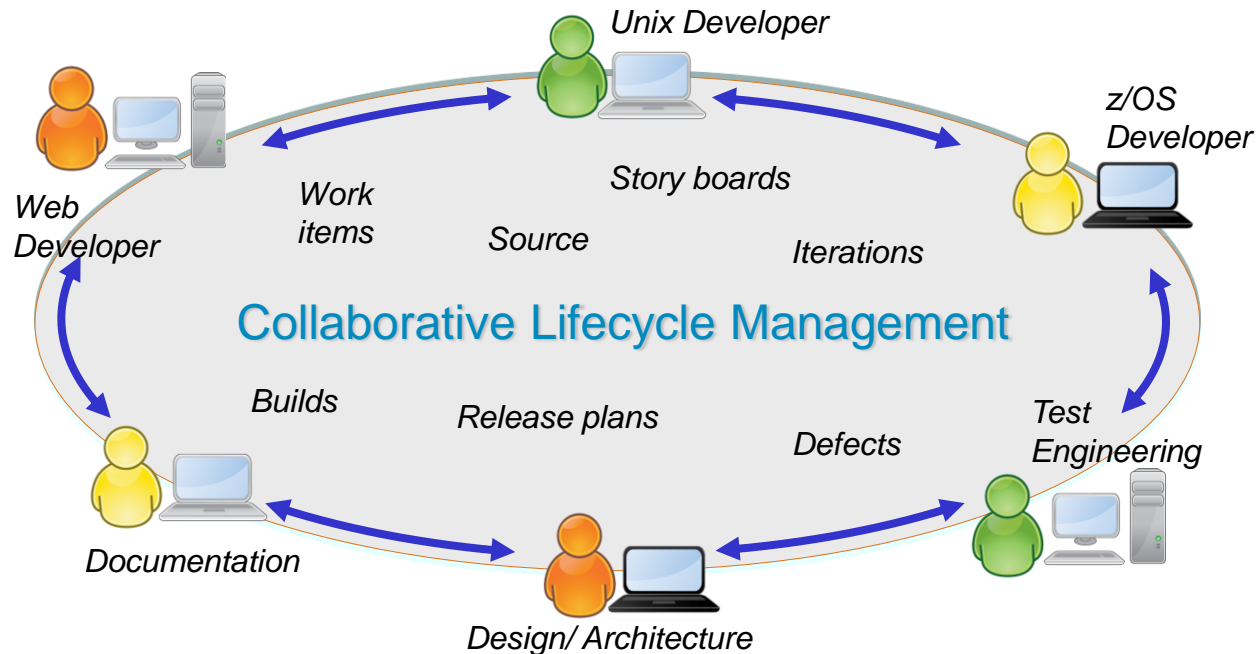 Unix Developer
z/OS
Developer
Web
Developer
Work
items
Story boards
Source
Iterations
Collaborative Lifecycle Management
Builds
Release plans
Defects
Test
Engineering
Documentation
Design/ Architecture